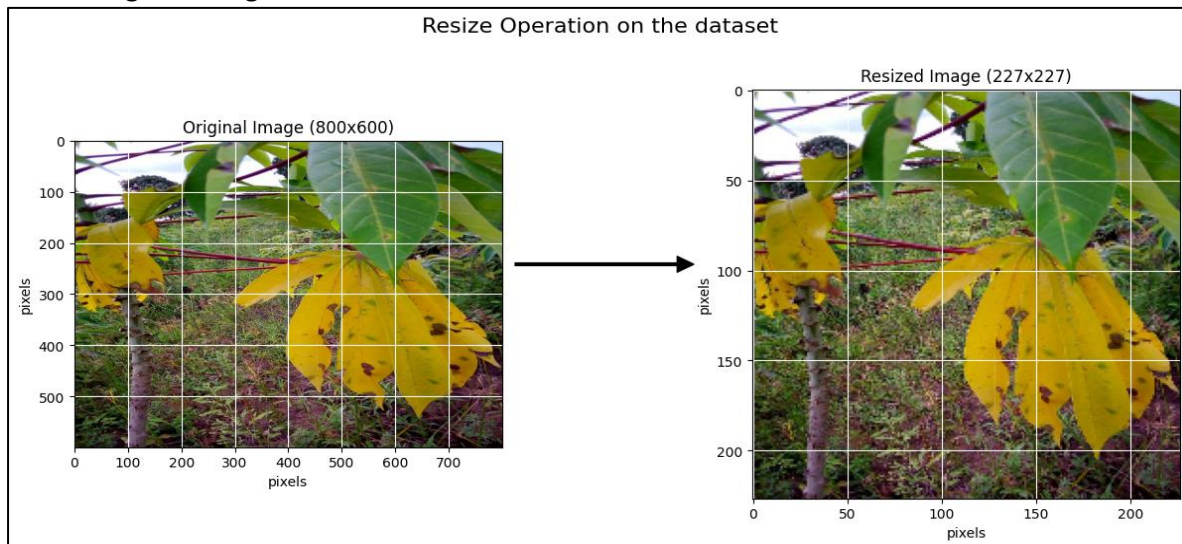 Resize Operation on the dataset
Original Image (800x600)
0
100
200
300
400
500
pixels
0 100 200 300 400 500 600 700
pixels
Resized Image (227x227)
0
50
100
150
200
pixels
0 50 100 150 200
pixels